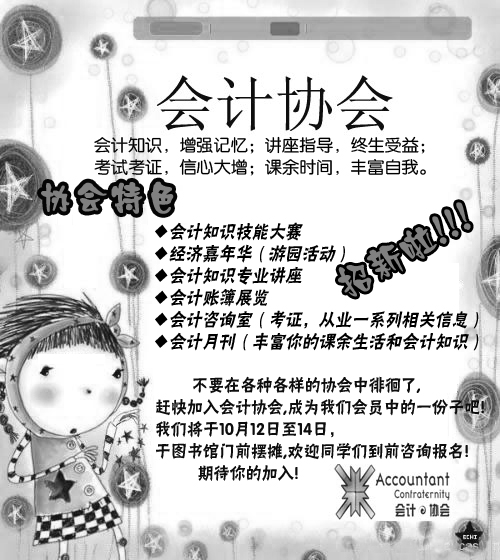 会计协会
会计知识，增强记忆；讲座指导，终生受益；
考试考证，信心大增；课余时间，丰富自我。
协会特色
招新啦!!!
◆会计知识技能大赛
◆经济嘉年华（游园活动）
◆会计知识专业讲座
◆会计账簿展览
◆会计咨询室（考证，从业一系列相关信息）
◆会计月刊（丰富你的课余生活和会计知识）
不要在各种各样的协会中徘徊了,
赶快加入会计协会,成为我们会员中的一份子吧!
我们将于10月12日至14日,
于图书馆门前摆摊,欢迎同学们到前咨询报名!
期待你的加入!
Accountant
Contraternity
会计@协会
ECHI